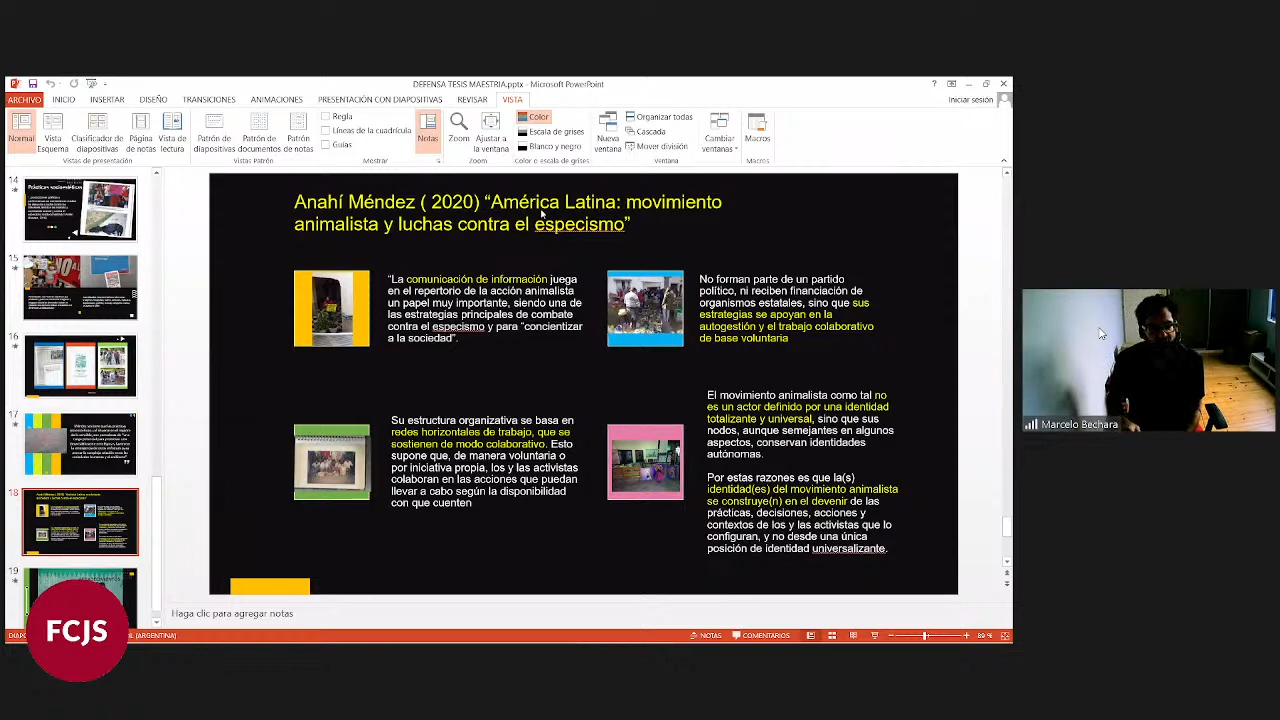 DEFENSA TESIS MAESTRIA.pptx - Microsoft PowerPoint
ARCHIVO INICIO INSERTAR DISEÑO TRANSICIONES ANIMACIONES PRESENTACIÓN CON DIAPOSITIVAS REVISAR VISTA Iniciar sesión
Normal
Vista Esquema
Clasificador de diapositivas
Página de notas
Vista de lectura
Vistas de presentación
Patrón de diapositivas
Patrón de documentos
Patrón de notas
Vistas Patrón
Regla
Líneas de la cuadrícula
Guías
Mostrar
Notas
Zoom
Ajustar a la ventana
Zoom
Color
Escala de grises
Blanco y negro
Color o escala de grises
Nueva ventana
Organizar todas
Cascada
Mover división
Cambiar ventanas
Ventana
Macros
Macros
14
15
16
17
18
19
Anahí Méndez ( 2020) “América Latina: movimiento
animalista y luchas contra el especismo”
“La comunicación de información juega
en el repertorio de la acción animalista
un papel muy importante, siendo una de
las estrategias principales de combate
contra el especismo y para “concientizar
a la sociedad”.
No forman parte de un partido
político, ni reciben financiación de
organismos estatales, sino que sus
estrategias se apoyan en la
autogestión y el trabajo colaborativo
de base voluntaria
Su estructura organizativa se basa en
redes horizontales de trabajo, que se
sostienen de modo colaborativo. Esto
supone que, de manera voluntaria o
por iniciativa propia, los y las activistas
colaboran en las acciones que puedan
llevar a cabo según la disponibilidad
con que cuenten
El movimiento animalista como tal no
es un actor definido por una identidad
totalizante y universal, sino que sus
nodos, aunque semejantes en algunos
aspectos, conservan identidades
autónomas.
Por estas razones es que la(s)
identidad(es) del movimiento animalista
se construye(n) en el devenir de las
prácticas, decisiones, acciones y
contextos de los y las activistas que lo
configuran, y no desde una única
posición de identidad universalizante.
Haga clic para agregar notas
(ARGENTINA)
NOTAS COMENTARIOS 89 %
FCJS
Marcelo Bechara